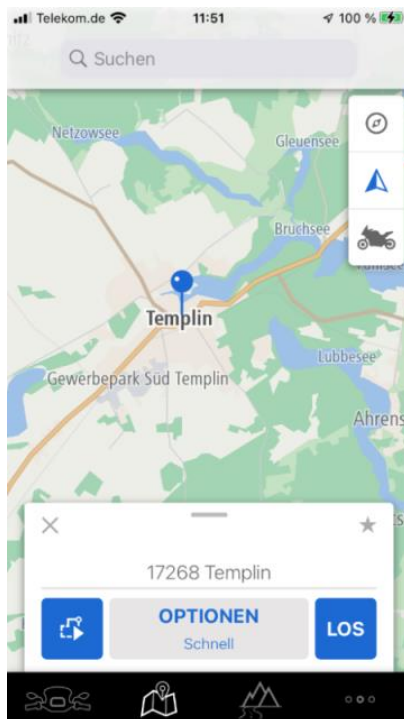 Telekom.de 11:51 100 %
Suchen
Netzowsee
Gleuensee
Bruchsee
Templin
Lübbesee
Gewerbepark Süd Templin
Ahrens
17268 Templin
OPTIONEN
Schnell
LOS